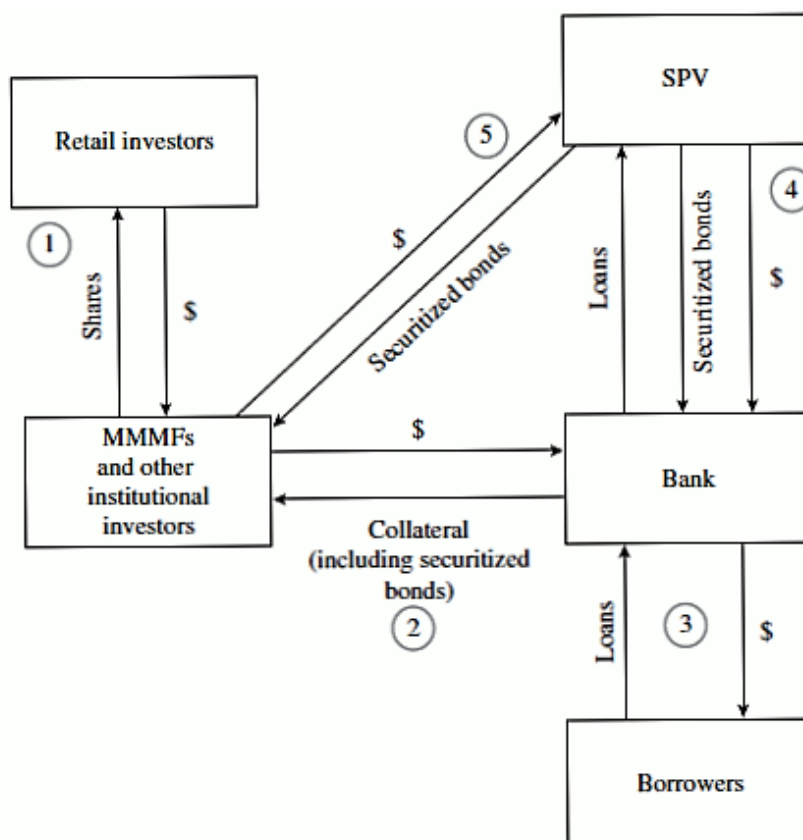 SPV
Retail investors
5
4
1
$
Securitized bonds
Loans
Securitized bonds
$
Shares
$
MMMFs
and other
institutional
investors
$
Bank
Collateral
(including securitized
bonds)
2
Loans
3
$
Borrowers